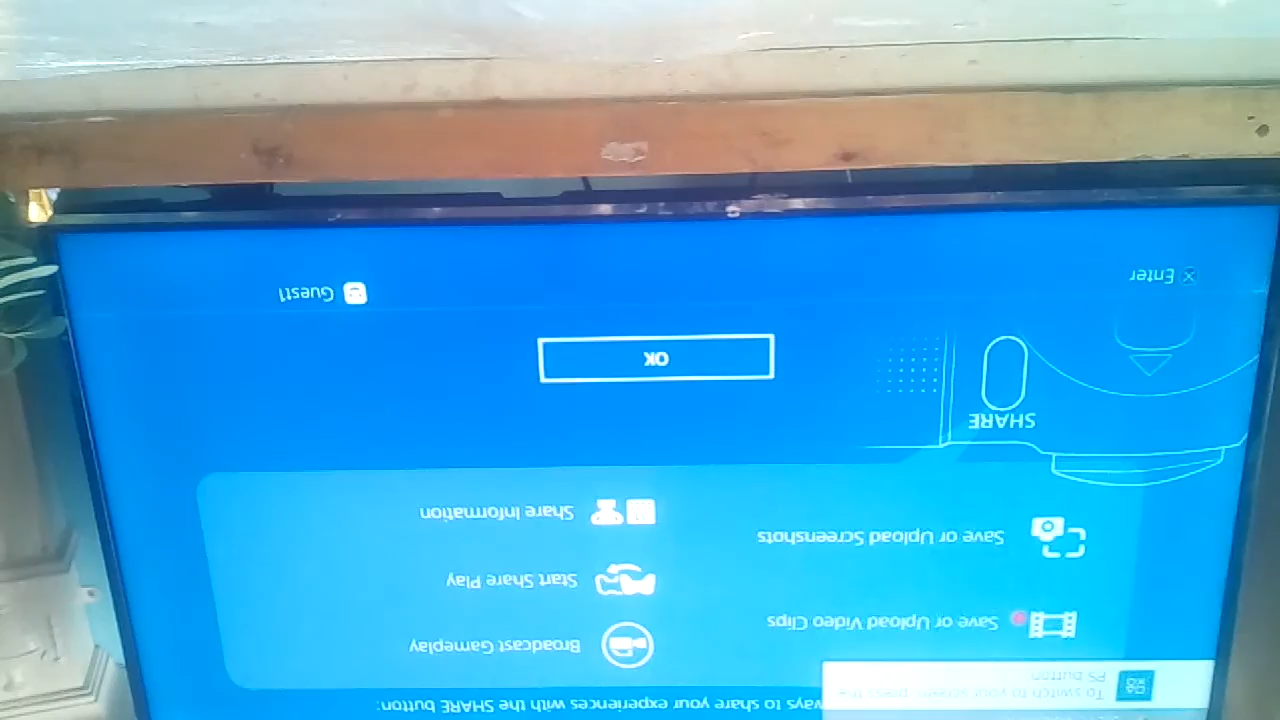 To switch to your screen, press the
PS button
ways to share your experiences with the SHARE button:
Save or Upload Video Clips
Broadcast Gameplay
Save or Upload Screenshots
Start Share Play
Share Information
SHARE
OK
Enter
Guest1